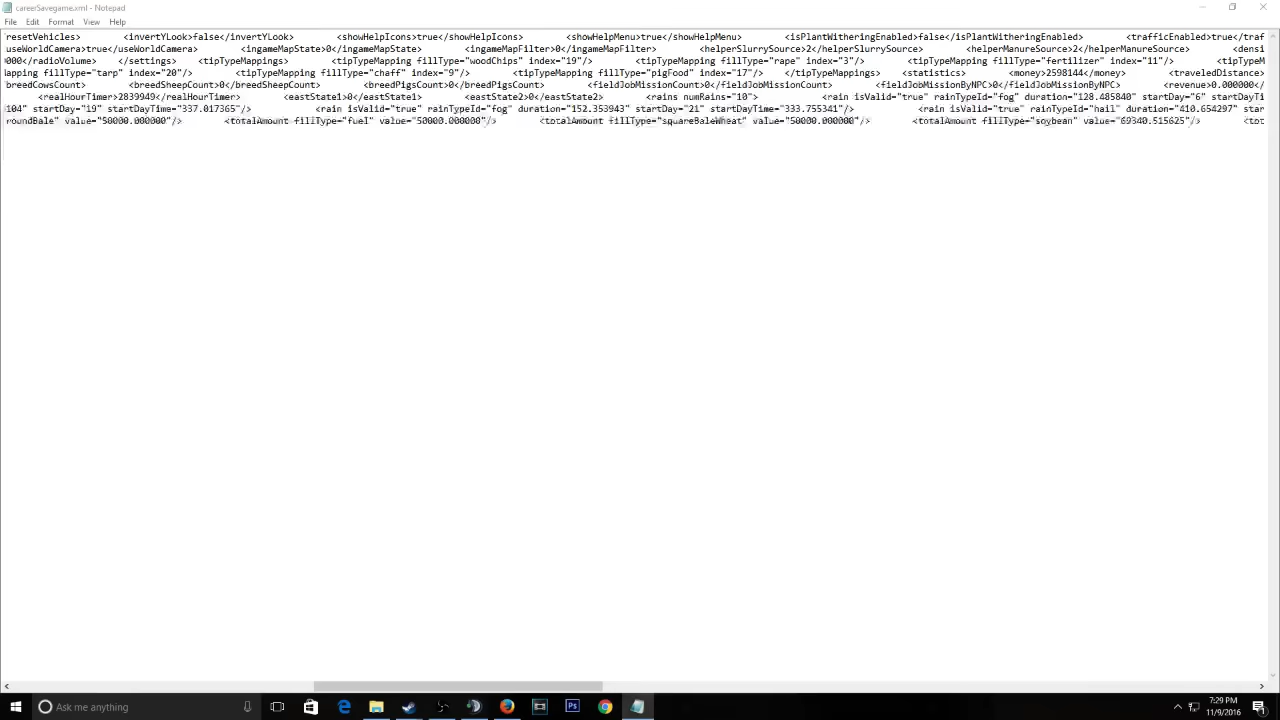 careerSavegame.xml - Notepad
File Edit Format View Help
resetVehicles> <invertYLook>false</invertYLook> <showHelpIcons>true</showHelpIcons> <showHelpMenu>true</showHelpMenu> <isPlantWitheringEnabled>false</isPlantWitheringEnabled> <trafficEnabled>true</traf
useWorldCamera>true</useWorldCamera> <ingameMapState>0</ingameMapState> <ingameMapFilter>0</ingameMapFilter> <helperSlurrySource>2</helperSlurrySource> <helperManureSource>2</helperManureSource> <densi
000</radioVolume> </settings> <tipTypeMappings> <tipTypeMapping fillType="woodChips" index="19"/> <tipTypeMapping fillType="rape" index="3"/> <tipTypeMapping fillType="fertilizer" index="11"/> <tipTypeM
apping fillType="tarp" index="20"/> <tipTypeMapping fillType="chaff" index="9"/> <tipTypeMapping fillType="pigFood" index="17"/> </tipTypeMappings> <statistics> <money>2598144</money> <traveledDistance>
breedCowsCount> <breedSheepCount>0</breedSheepCount> <breedPigsCount>0</breedPigsCount> <fieldJobMissionCount>0</fieldJobMissionCount> <fieldJobMissionByNPC>0</fieldJobMissionByNPC> <revenue>0.000000</
<realHourTimer>2839949</realHourTimer> <eastState1>0</eastState1> <eastState2>0</eastState2> <rains numRains="10"> <rain isValid="true" rainTypeId="fog" duration="128.485840" startDay="6" startDayTi
104" startDay="19" startDayTime="337.017365"/> <rain isValid="true" rainTypeId="fog" duration="152.353943" startDay="21" startDayTime="333.755341"/> <rain isValid="true" rainTypeId="hail" duration="410.654297" star
roundBale" value="50000.000000"/> <totalAmount fillType="fuel" value="50000.000000"/> <totalAmount fillType="squareBaleWheat" value="50000.000000"/> <totalAmount fillType="soybean" value="69340.515625"/> <tot
Ask me anything
7:29 PM
11/9/2016